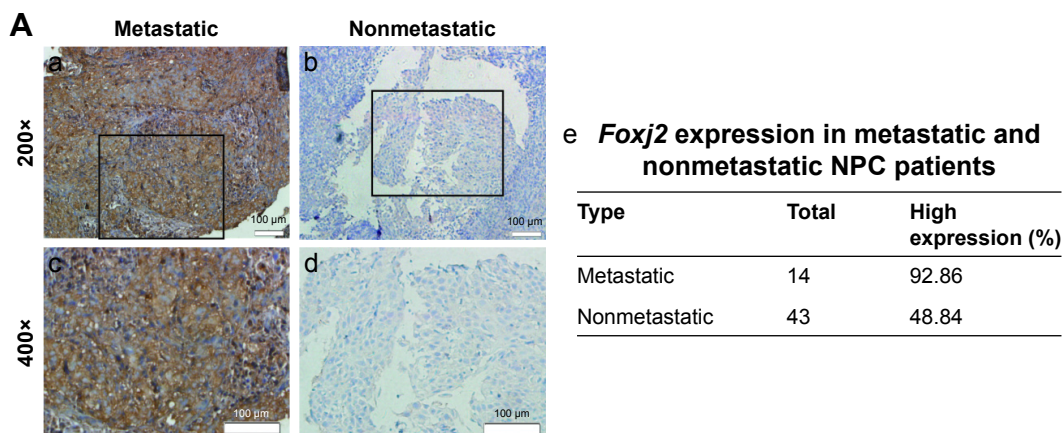 A
Metastatic
Nonmetastatic
200×
a
100 µm
b
100 µm
400×
c
100 µm
d
100 µm
e Foxj2 expression in metastatic and
nonmetastatic NPC patients
Type Total High
expression (%)
Metastatic 14 92.86
Nonmetastatic 43 48.84